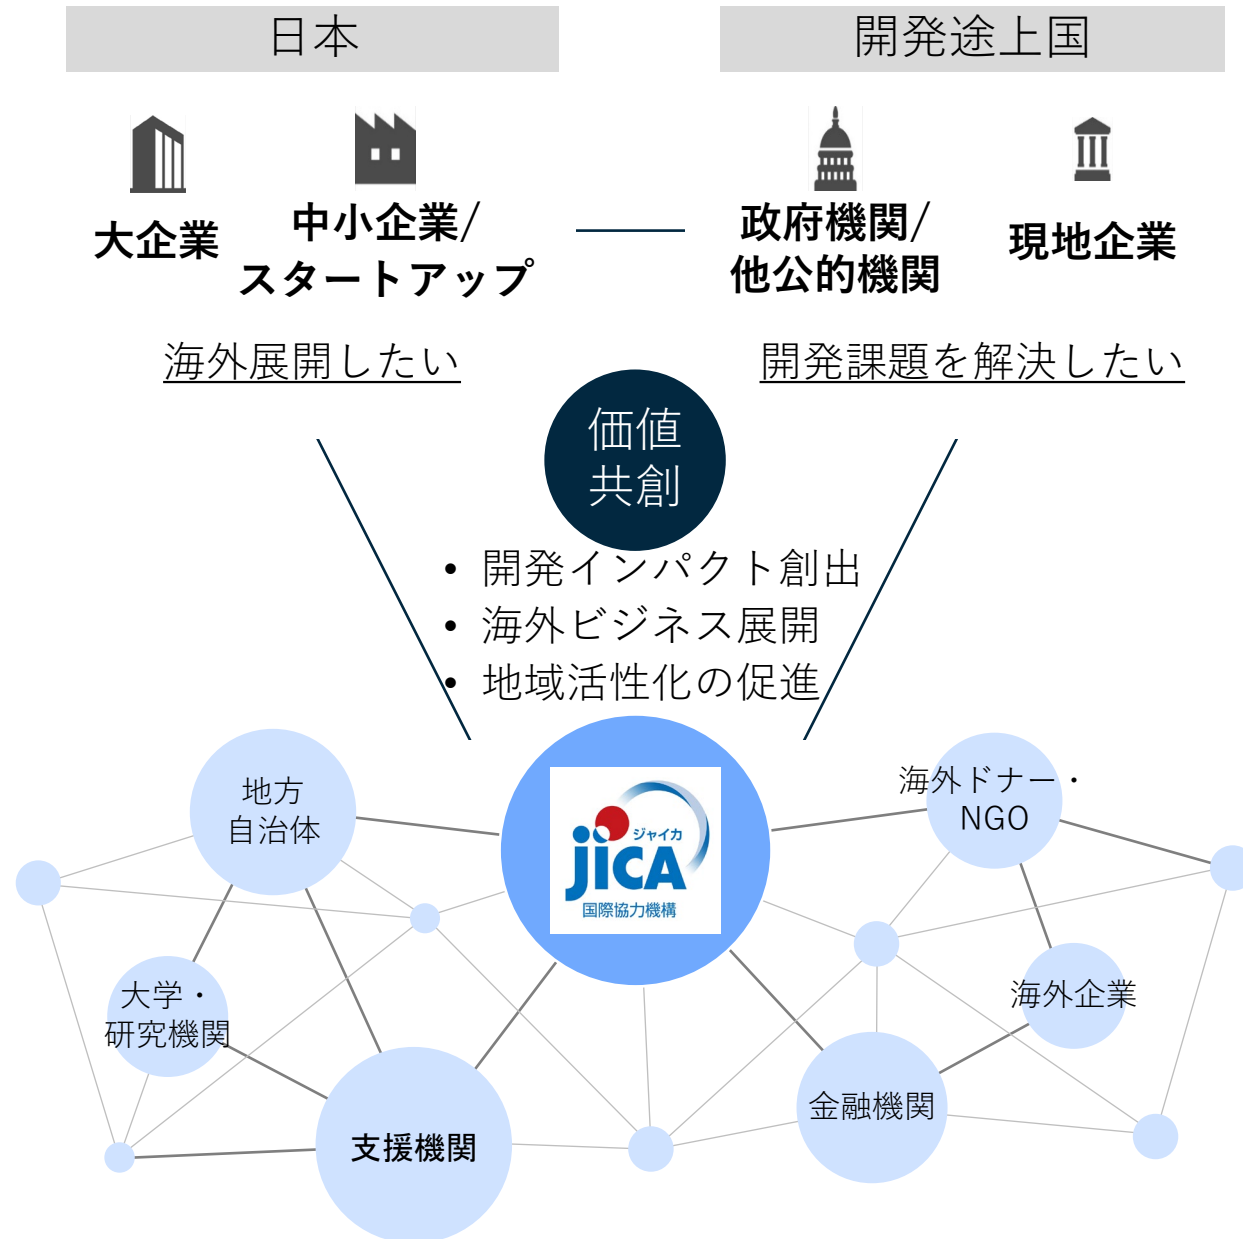 日本
開発途上国
大企業
中小企業/
スタートアップ
政府機関/
他公的機関
現地企業
海外展開したい
開発課題を解決したい
価値
共創
• 開発インパクト創出
• 海外ビジネス展開
• 地域活性化の促進
地方
自治体
ジャイカ
JICA
国際協力機構
海外ドナー・
NGO
大学・
研究機関
海外企業
支援機関
金融機関